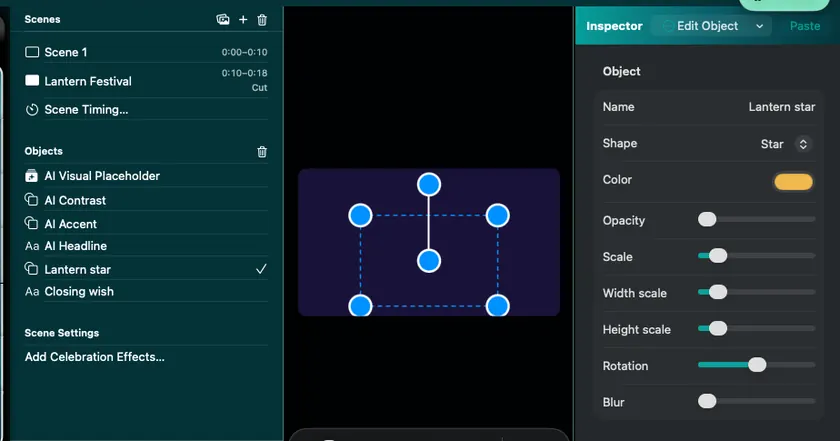 Scenes
Scene 1
0:00–0:10
Lantern Festival
0:10–0:18
Cut
Scene Timing...
Objects
AI Visual Placeholder
AI Contrast
AI Accent
Aa AI Headline
Lantern star
Aa Closing wish
Scene Settings
Add Celebration Effects...
Inspector
Edit Object
Paste
Object
Name
Lantern star
Shape
Star
Color
Opacity
Scale
Width scale
Height scale
Rotation
Blur